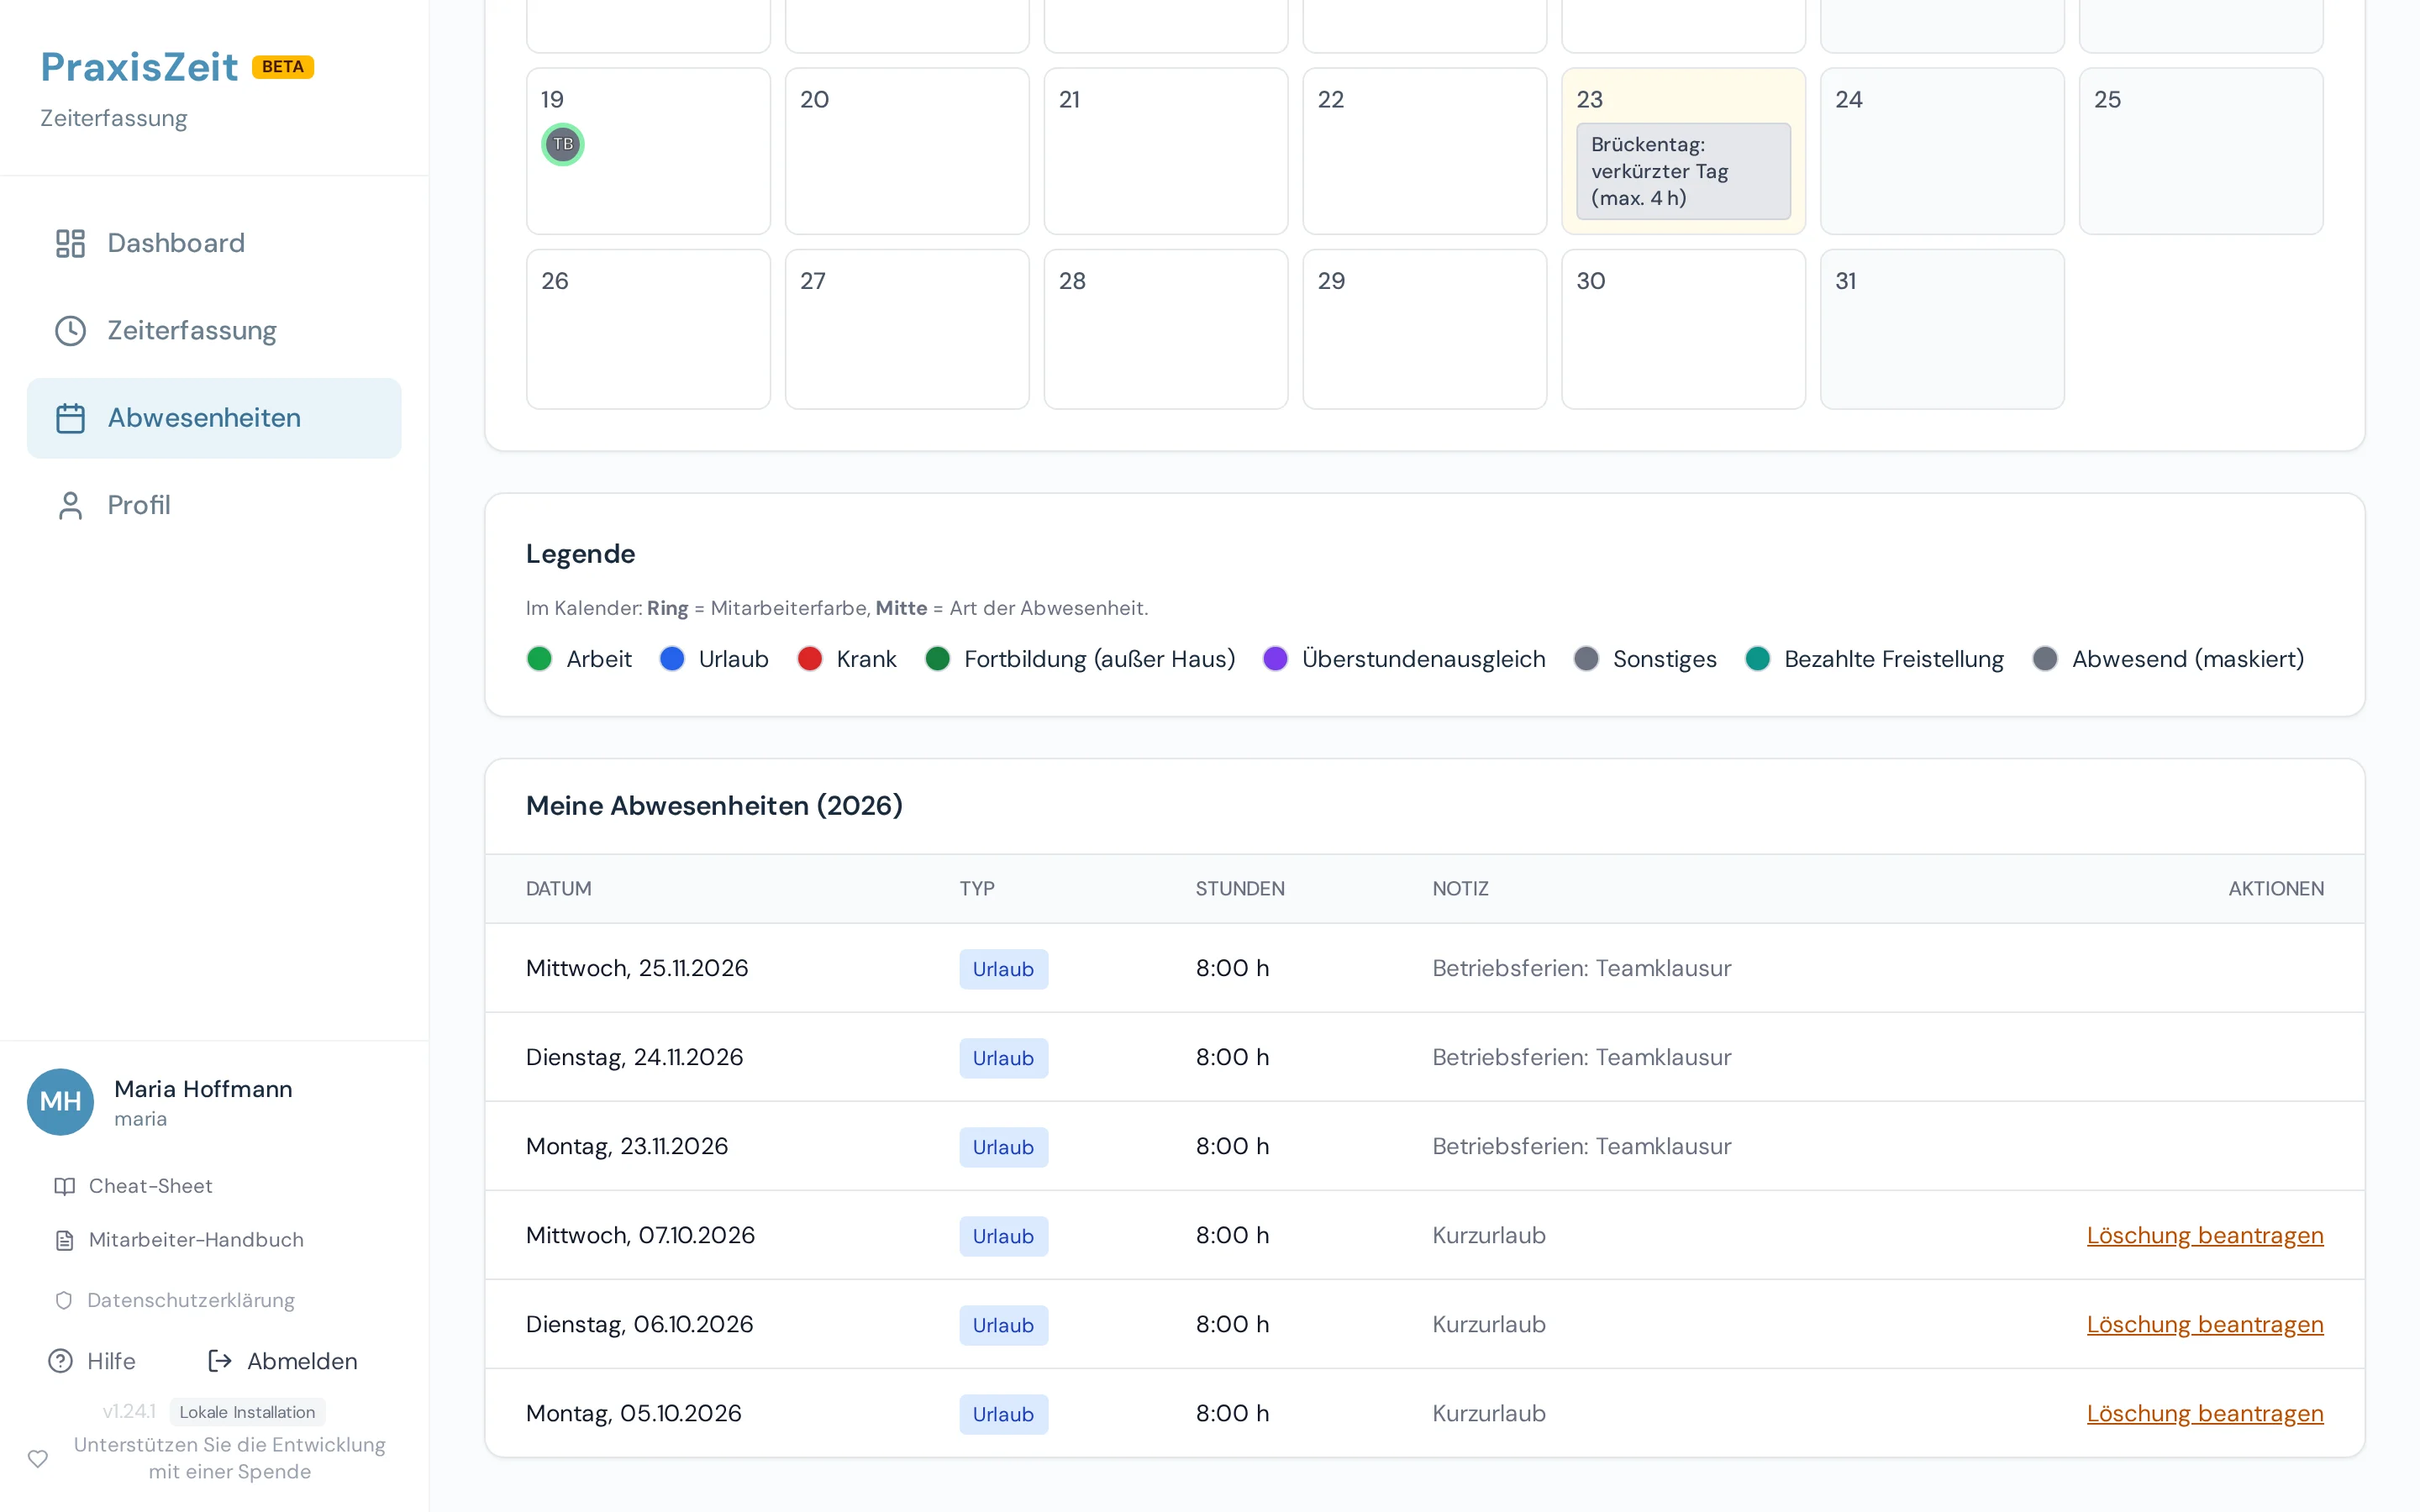 PraxisZeit BETA
Zeiterfassung
Dashboard
Zeiterfassung
Abwesenheiten
Profil
Maria Hoffmann
MH
maria
Cheat-Sheet
Mitarbeiter-Handbuch
Datenschutzerklärung
Hilfe Abmelden
v1.24.1 Lokale Installation
Unterstützen Sie die Entwicklung
mit einer Spende
19 20 21 22 23 24 25
TB
Brückentag:
verkürzter Tag
(max. 4 h)
26 27 28 29 30 31
Legende
Im Kalender: Ring = Mitarbeiterfarbe, Mitte = Art der Abwesenheit.
Arbeit Urlaub Krank Fortbildung (außer Haus) Überstundenausgleich Sonstiges Bezahlte Freistellung Abwesend (maskiert)
Meine Abwesenheiten (2026)
DATUM TYP STUNDEN NOTIZ AKTIONEN
Mittwoch, 25.11.2026 Urlaub 8:00 h Betriebsferien: Teamklausur
Dienstag, 24.11.2026 Urlaub 8:00 h Betriebsferien: Teamklausur
Montag, 23.11.2026 Urlaub 8:00 h Betriebsferien: Teamklausur
Mittwoch, 07.10.2026 Urlaub 8:00 h Kurzurlaub Löschung beantragen
Dienstag, 06.10.2026 Urlaub 8:00 h Kurzurlaub Löschung beantragen
Montag, 05.10.2026 Urlaub 8:00 h Kurzurlaub Löschung beantragen